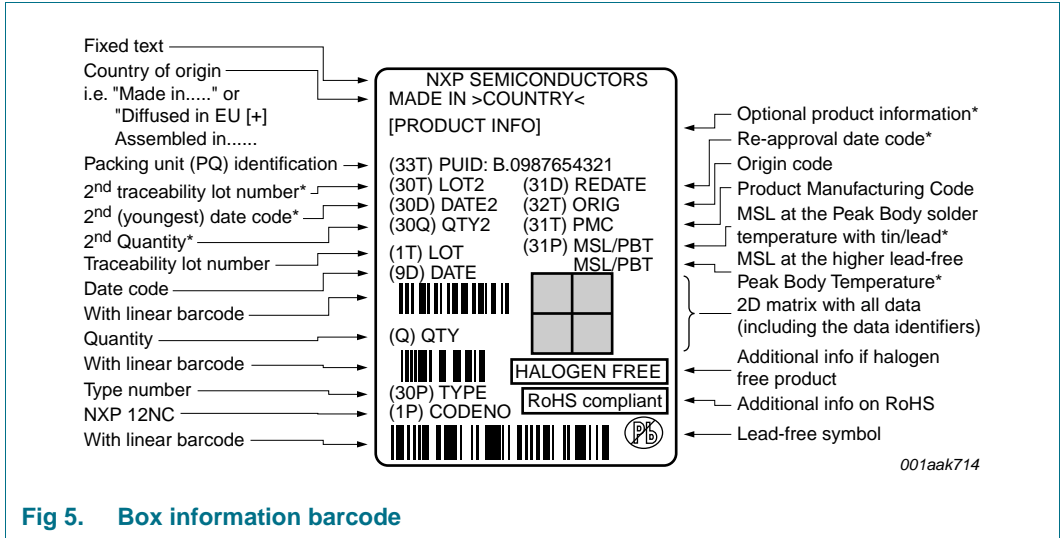 Fixed text
Country of origin
i.e. "Made in....." or
"Diffused in EU [+]
Assembled in......
Packing unit (PQ) identification
2nd traceability lot number*
2nd (youngest) date code*
2nd Quantity*
Traceability lot number
Date code
With linear barcode
Quantity
With linear barcode
Type number
NXP 12NC
With linear barcode
NXP SEMICONDUCTORS
MADE IN >COUNTRY<
[PRODUCT INFO]
(33T) PUID: B.0987654321
(30T) LOT2 (31D) REDATE
(30D) DATE2 (32T) ORIG
(30Q) QTY2 (31T) PMC
(31P) MSL/PBT
(1T) LOT
MSL/PBT
(9D) DATE
(Q) QTY
HALOGEN FREE
(30P) TYPE
RoHS compliant
(1P) CODENO
Pb
Optional product information*
Re-approval date code*
Origin code
Product Manufacturing Code
MSL at the Peak Body solder
temperature with tin/lead*
MSL at the higher lead-free
Peak Body Temperature*
2D matrix with all data
(including the data identifiers)
Additional info if halogen
free product
Additional info on RoHS
Lead-free symbol
001aak714
Fig 5. Box information barcode